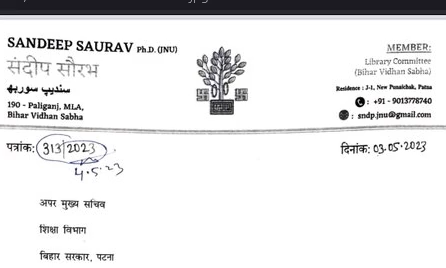 SANDEEP SAURAV Ph.D. (JNU)
संदीप सौरभ
سندیپ سوربھ
190 - Paliganj, MLA,
Bihar Vidhan Sabha
MEMBER:
Library Committee
(Bihar Vidhan Sabha)
Residence : J-1, New Punaichak, Patna
: +91 - 9013778740
: sndp.jnu@gmail.com
पत्रांक: 313/2023
4.5.23
दिनांक: 03.05.2023
अपर मुख्य सचिव
शिक्षा विभाग
बिहार सरकार, पटना